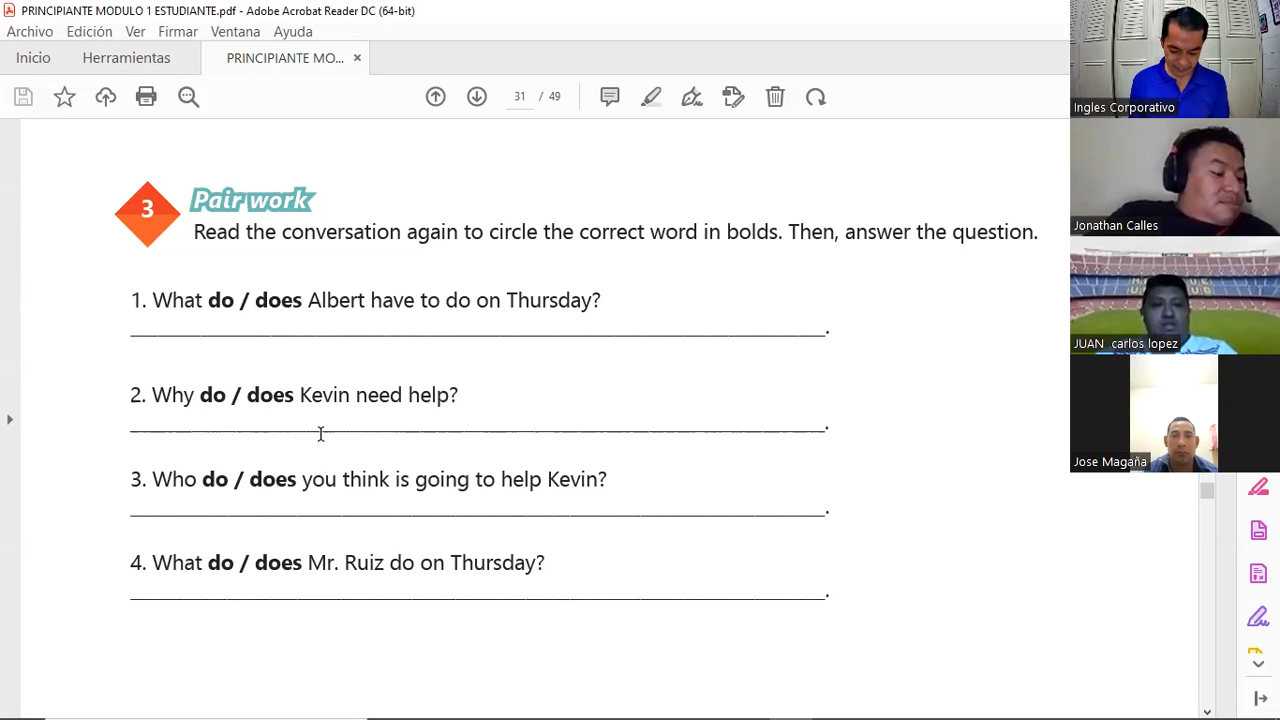 PRINCIPIANTE MODULO 1 ESTUDIANTE.pdf - Adobe Acrobat Reader DC (64-bit)
Archivo Edición Ver Firmar Ventana Ayuda
Inicio Herramientas PRINCIPIANTE MO... ×
31 / 49
3 Pair work
Read the conversation again to circle the correct word in bolds. Then, answer the question.
1. What do / does Albert have to do on Thursday?
______.
2. Why do / does Kevin need help?
______.
3. Who do / does you think is going to help Kevin?
______.
4. What do / does Mr. Ruiz do on Thursday?
______.
Ingles Corporativo
Jonathan Calles
JUAN carlos lopez
Jose Magaña